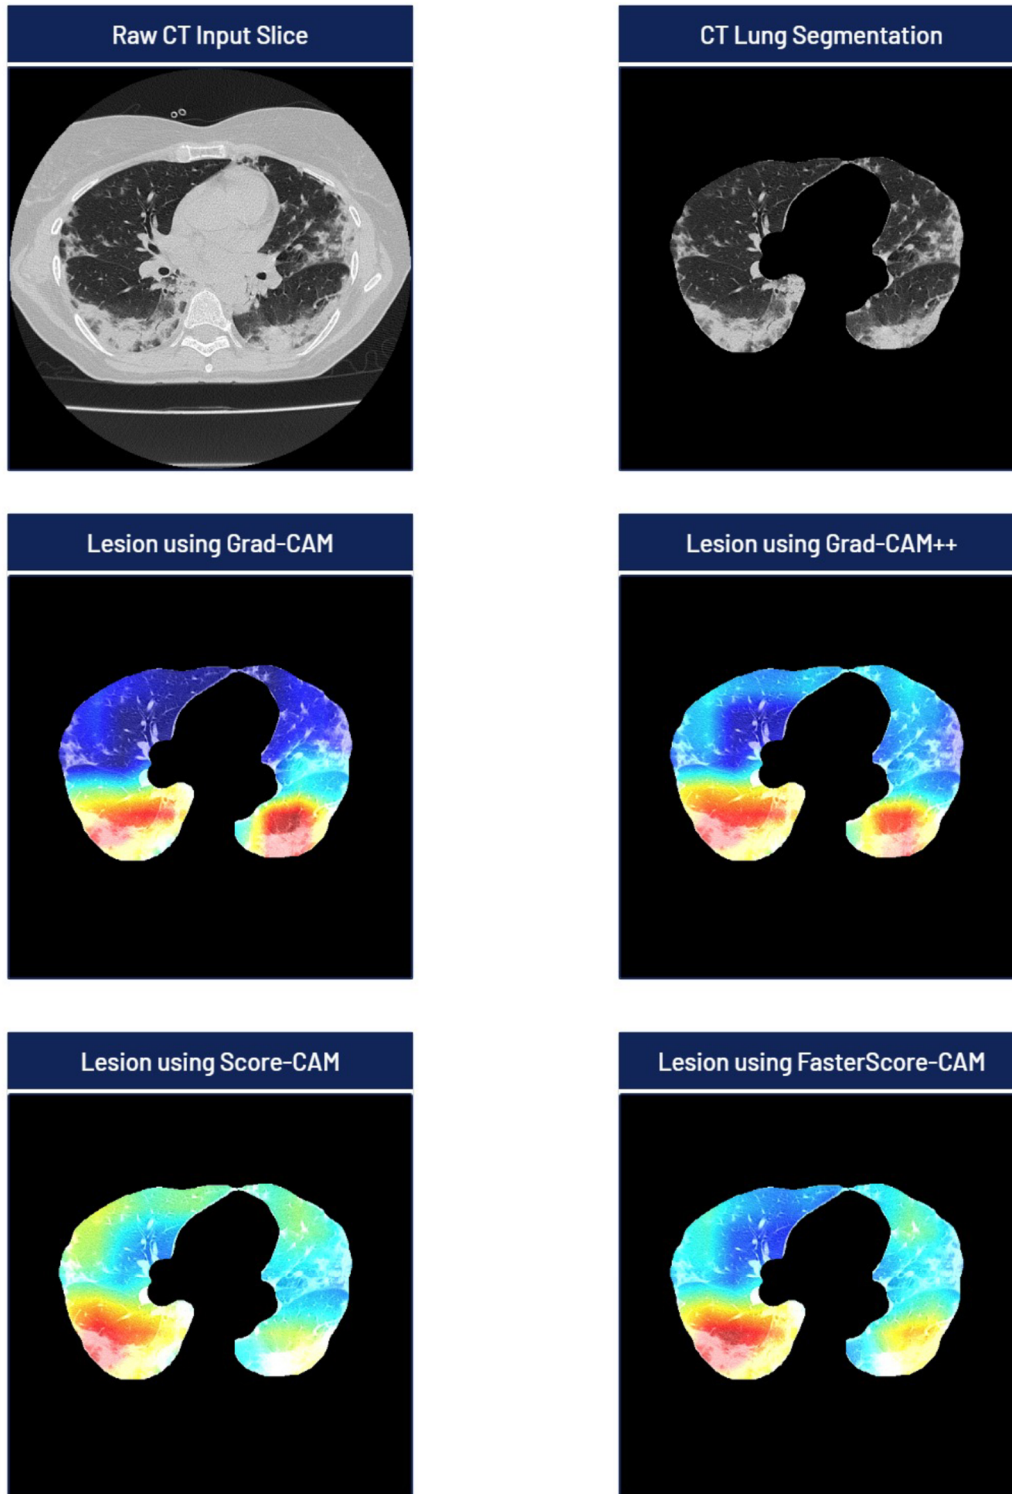 Raw CT Input Slice
CT Lung Segmentation
Lesion using Grad-CAM
Lesion using Grad-CAM++
Lesion using Score-CAM
Lesion using FasterScore-CAM